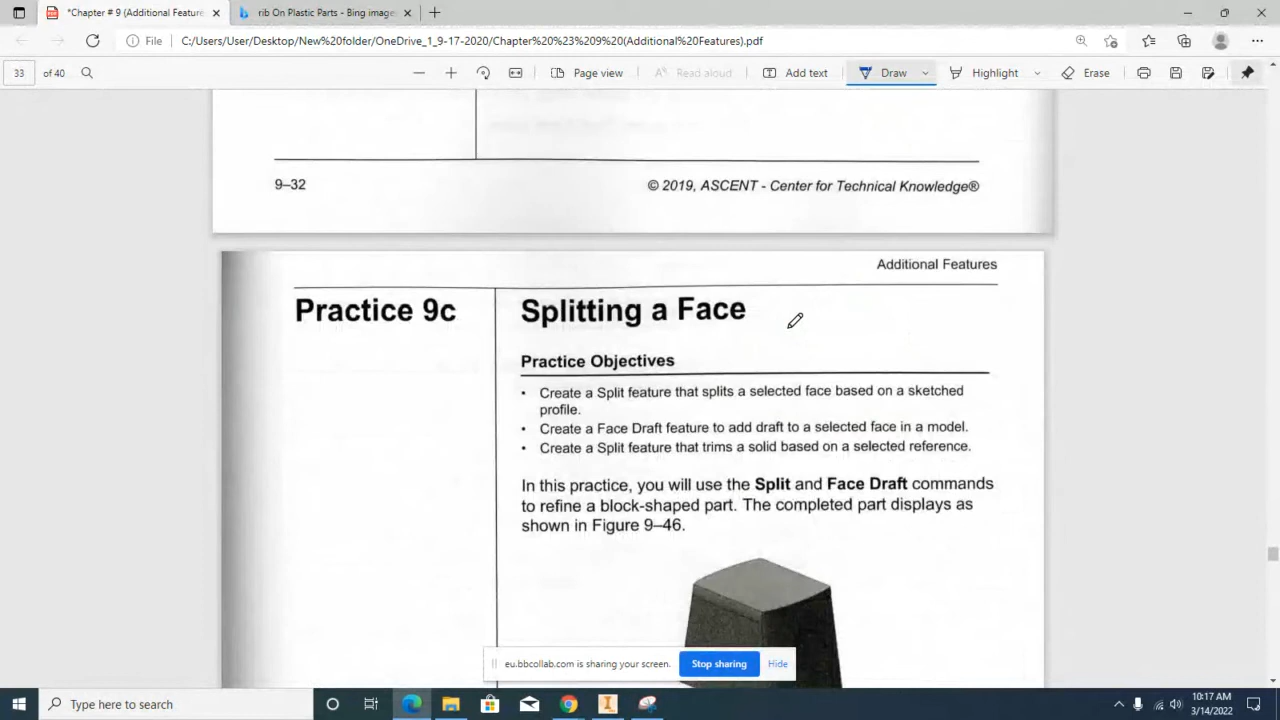 *Chapter # 9 (Additional Feature
rib On Plastic Parts - Bing image
File
C:/Users/User/Desktop/New%20folder/OneDrive_1_9-17-2020/Chapter%20%23%209%20(Additional%20Features).pdf
33 of 40
Page view
Read aloud
Add text
Draw
Highlight
Erase
9–32
© 2019, ASCENT - Center for Technical Knowledge®
Additional Features
Practice 9c
Splitting a Face
Practice Objectives
• Create a Split feature that splits a selected face based on a sketched
profile.
• Create a Face Draft feature to add draft to a selected face in a model.
• Create a Split feature that trims a solid based on a selected reference.
In this practice, you will use the Split and Face Draft commands
to refine a block-shaped part. The completed part displays as
shown in Figure 9–46.
eu.bbcollab.com is sharing your screen.
Stop sharing
Hide
Type here to search
10:17 AM
3/14/2022